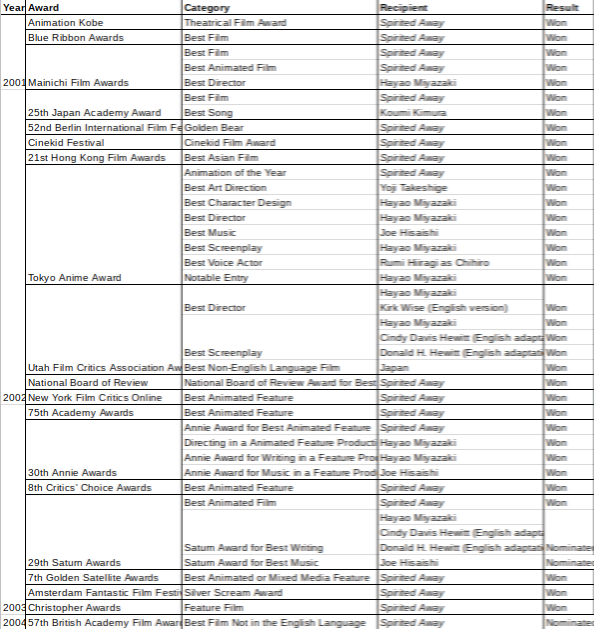 Year Award Category Recipient Result
Animation Kobe Theatrical Film Award Spirited Away Won
Blue Ribbon Awards Best Film Spirited Away Won
Best Film Spirited Away Won
Best Animated Film Spirited Away Won
2001 Mainichi Film Awards Best Director Hayao Miyazaki Won
Best Film Spirited Away Won
25th Japan Academy Award Best Song Koumi Kimura Won
52nd Berlin International Film Fe Golden Bear Spirited Away Won
Cinekid Festival Cinekid Film Award Spirited Away Won
21st Hong Kong Film Awards Best Asian Film Spirited Away Won
Animation of the Year Spirited Away Won
Best Art Direction Yoji Takeshige Won
Best Character Design Hayao Miyazaki Won
Best Director Hayao Miyazaki Won
Best Music Joe Hisaishi Won
Best Screenplay Hayao Miyazaki Won
Best Voice Actor Rumi Hiiragi as Chihiro Won
Tokyo Anime Award Notable Entry Hayao Miyazaki Won
Hayao Miyazaki
Best Director Kirk Wise (English version) Won
Hayao Miyazaki Won
Cindy Davis Hewitt (English adapta Won
Best Screenplay Donald H. Hewitt (English adaptati Won
Utah Film Critics Association Aw Best Non-English Language Film Japan Won
National Board of Review National Board of Review Award for Best Spirited Away Won
2002 New York Film Critics Online Best Animated Feature Spirited Away Won
75th Academy Awards Best Animated Feature Spirited Away Won
Annie Award for Best Animated Feature Spirited Away Won
Directing in a Animated Feature Producti Hayao Miyazaki Won
Annie Award for Writing in a Feature Pro Hayao Miyazaki Won
30th Annie Awards Annie Award for Music in a Feature Prod Joe Hisaishi Won
8th Critics' Choice Awards Best Animated Feature Spirited Away Won
Best Animated Film Spirited Away Won
Hayao Miyazaki
Cindy Davis Hewitt (English adapta
Saturn Award for Best Writing Donald H. Hewitt (English adaptati Nominated
29th Saturn Awards Saturn Award for Best Music Joe Hisaishi Nominated
7th Golden Satellite Awards Best Animated or Mixed Media Feature Spirited Away Won
Amsterdam Fantastic Film Festiv Silver Scream Award Spirited Away Won
2003 Christopher Awards Feature Film Spirited Away Won
2004 57th British Academy Film Awar Best Film Not in the English Language Spirited Away Nominated